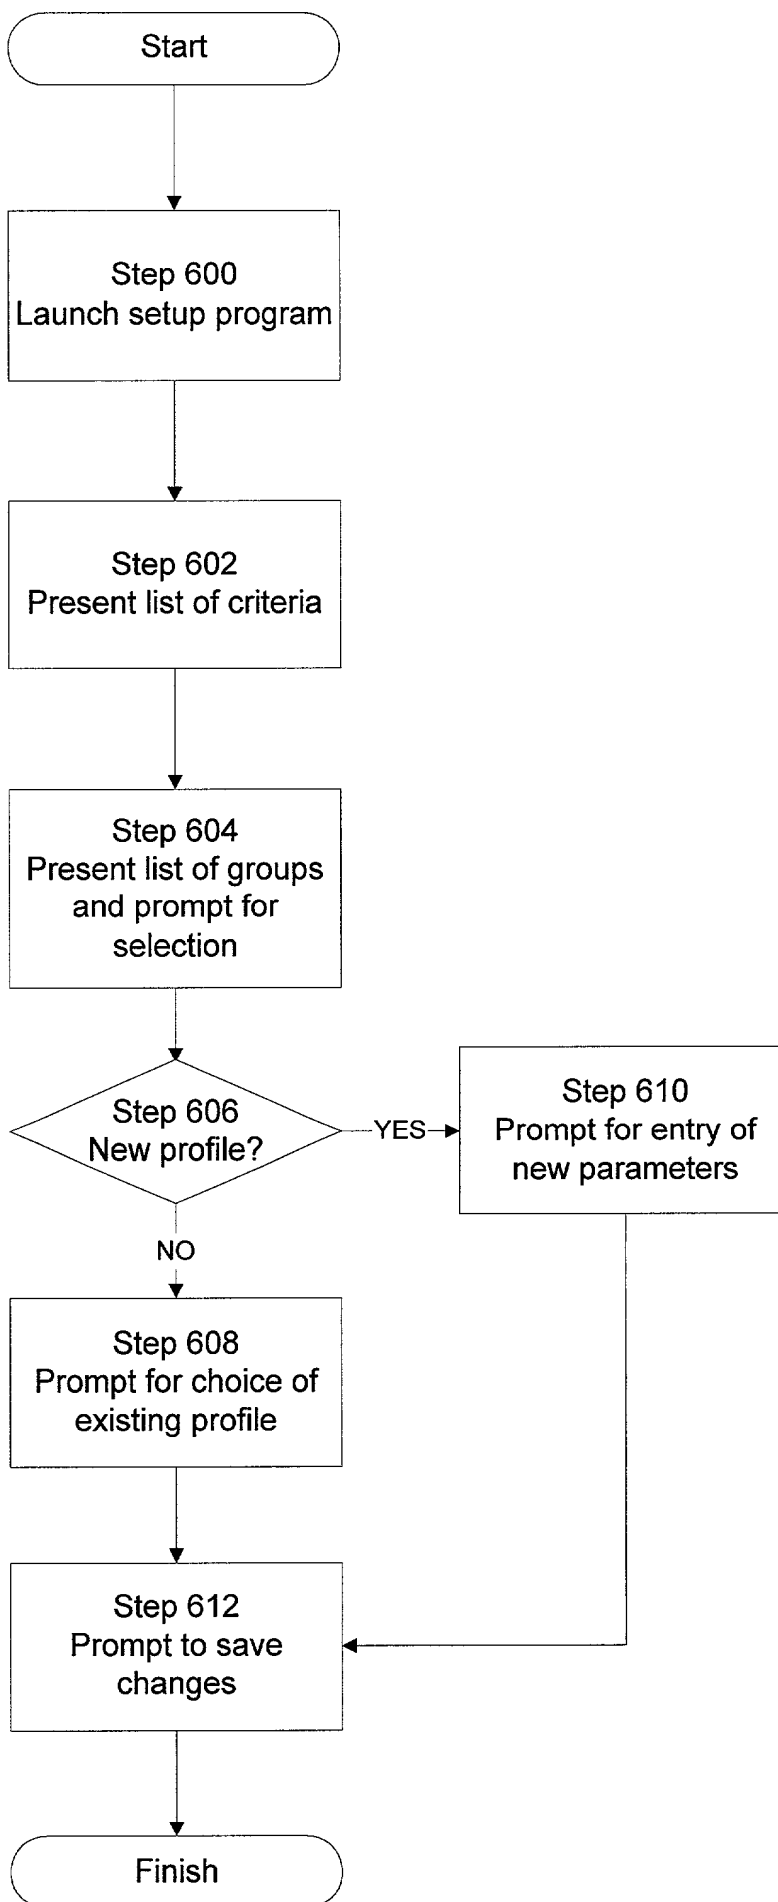 Start
Step 600
Launch setup program
Step 602
Present list of criteria
Step 604
Present list of groups
and prompt for
selection
Step 606
New profile?
YES
Step 610
Prompt for entry of
new parameters
NO
Step 608
Prompt for choice of
existing profile
Step 612
Prompt to save
changes
Finish